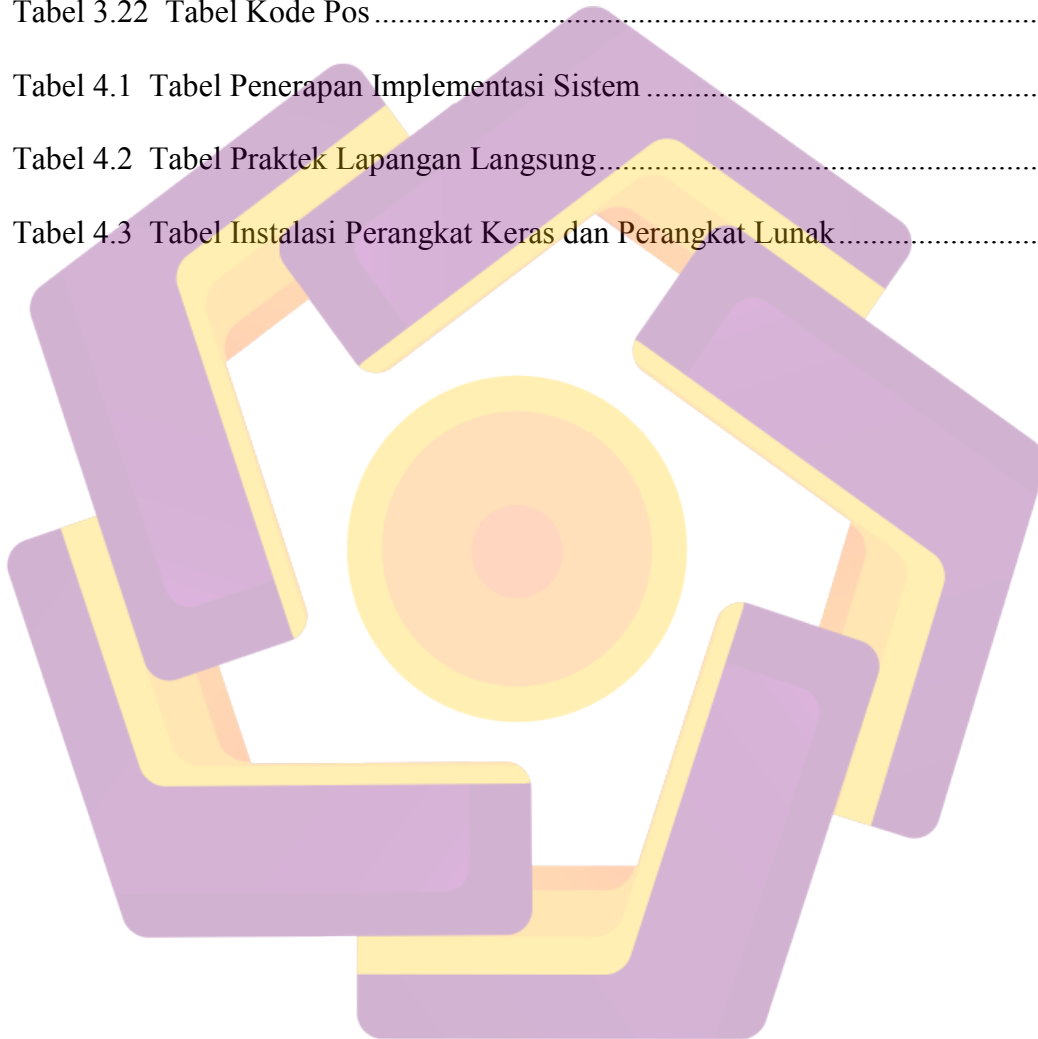 Tabel 3.22 Tabel Kode Pos....................................................................................
Tabel 4.1 Tabel Penerapan Implementasi Sistem ..................................................
Tabel 4.2 Tabel Praktek Lapangan Langsung........................................................
Tabel 4.3 Tabel Instalasi Perangkat Keras dan Perangkat Lunak.........................